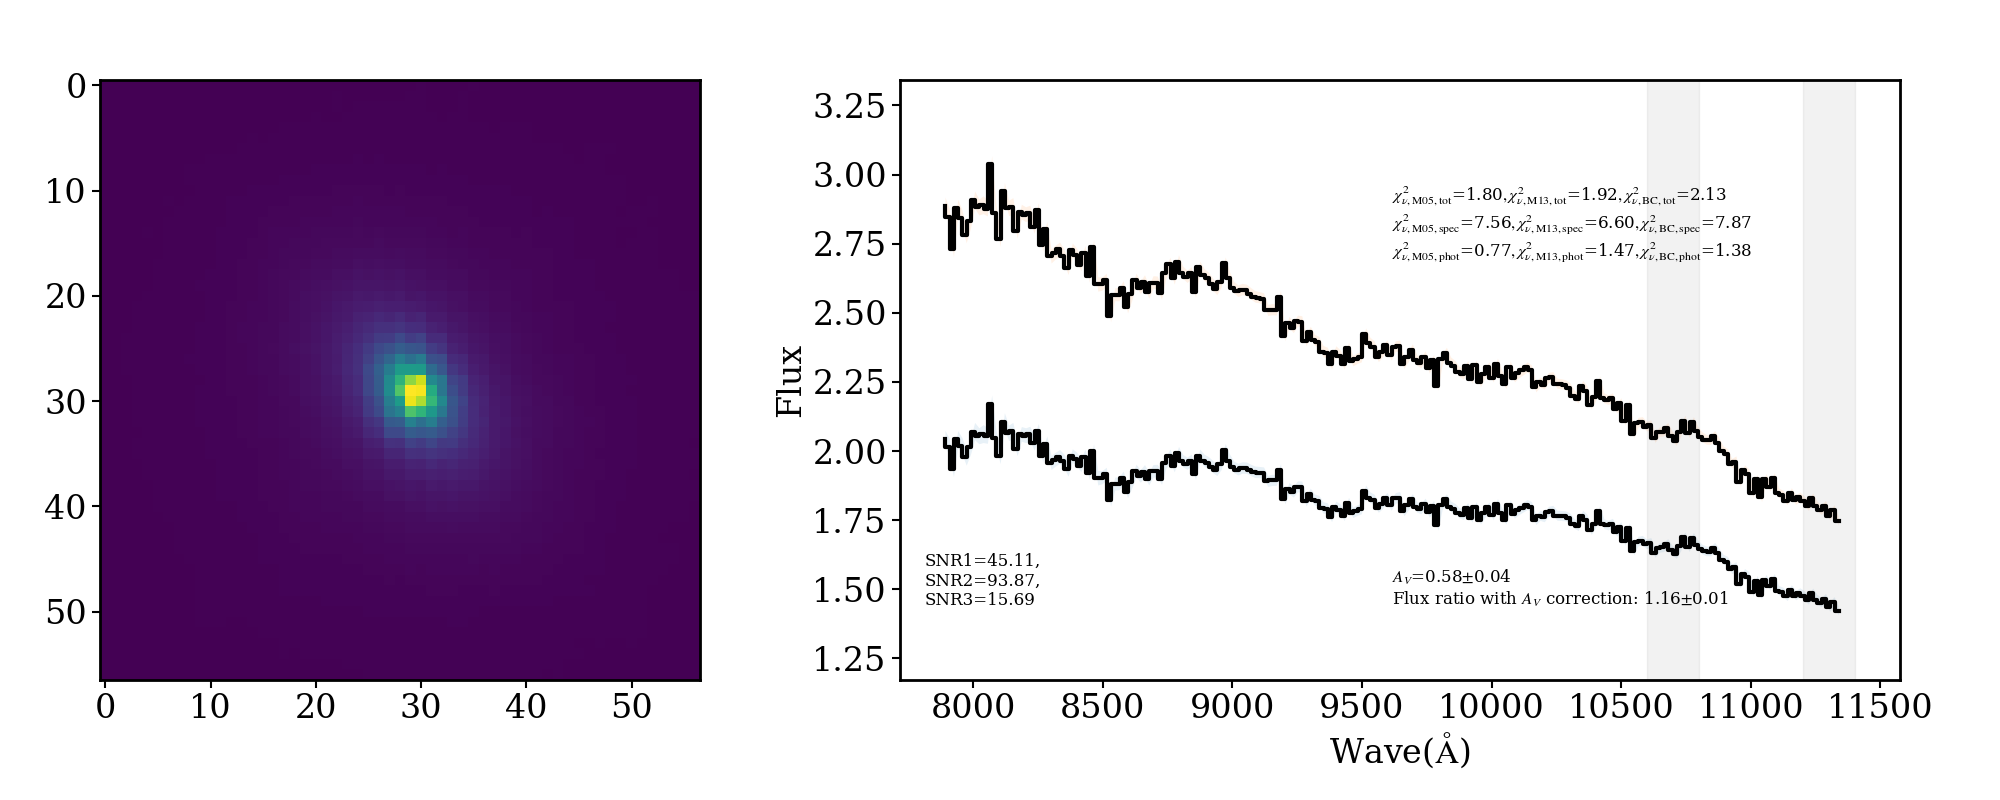 0
10
20
30
40
50
0 10 20 30 40 50
Flux
3.25
3.00
2.75
2.50
2.25
2.00
1.75
1.50
1.25
χ²ν,M05,tot=1.80,χ²ν,M13,tot=1.92,χ²ν,BC,tot=2.13
χ²ν,M05,spec=7.56,χ²ν,M13,spec=6.60,χ²ν,BC,spec=7.87
χ²ν,M05,phot=0.77,χ²ν,M13,phot=1.47,χ²ν,BC,phot=1.38
SNR1=45.11,
SNR2=93.87,
SNR3=15.69
AV=0.58±0.04
Flux ratio with AV correction: 1.16±0.01
8000 8500 9000 9500 10000 10500 11000 11500
Wave(Å)